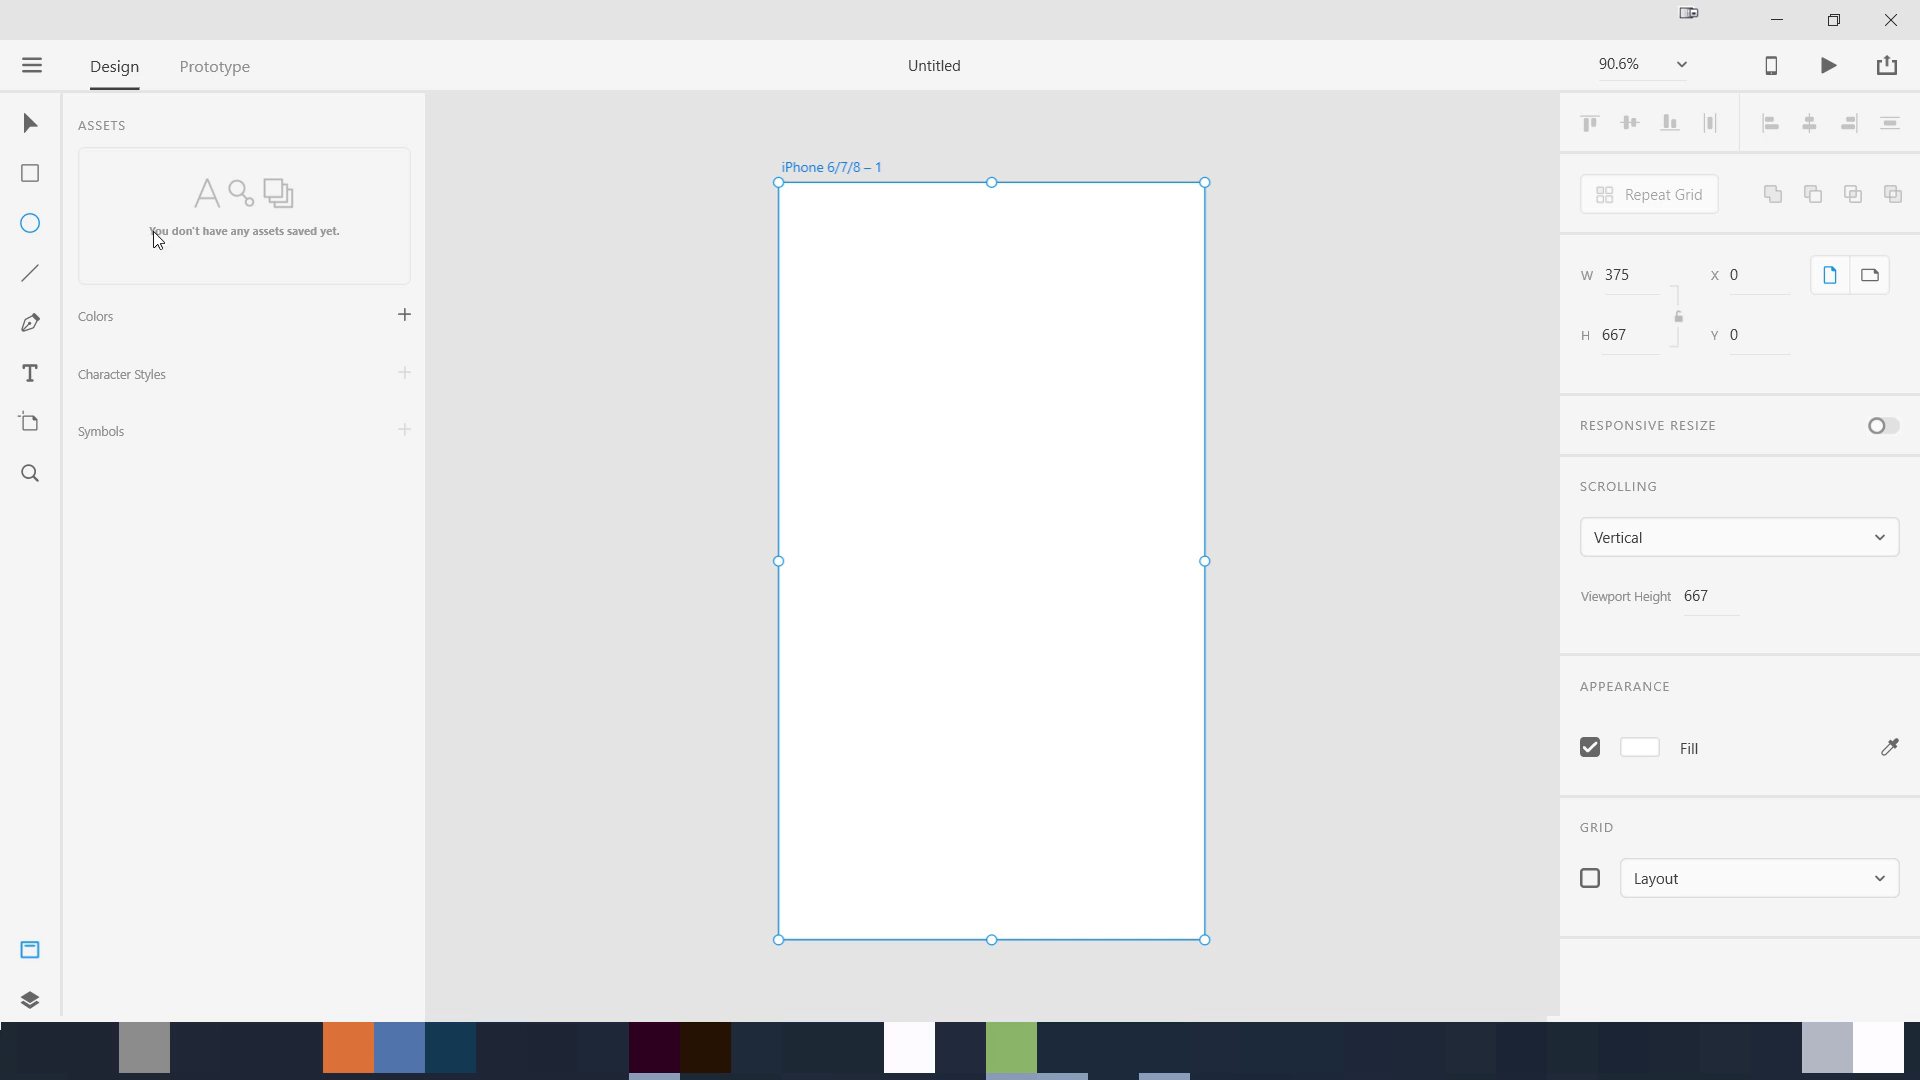 Design
Prototype
Untitled
90.6%
ASSETS
You don't have any assets saved yet.
Colors
Character Styles
Symbols
iPhone 6/7/8 – 1
Repeat Grid
W 375
X 0
H 667
Y 0
RESPONSIVE RESIZE
SCROLLING
Vertical
Viewport Height 667
APPEARANCE
Fill
GRID
Layout